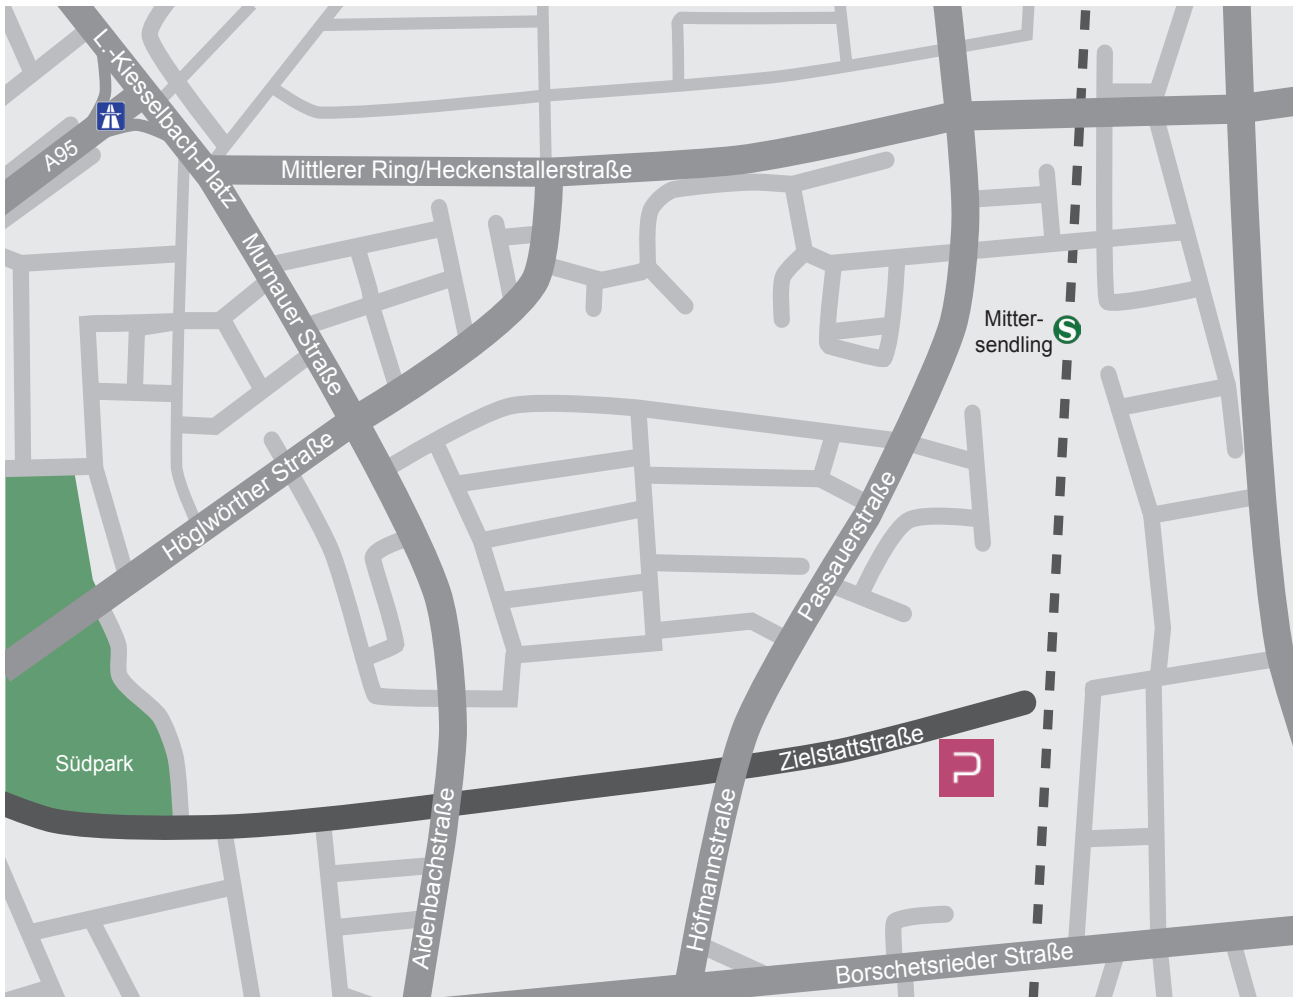 L.-Kiesselbach-Platz
A95
Mittlerer Ring/Heckenstallerstraße
Murnauer Straße
Mitter-
sendling
S
Höglwörther Straße
Passauerstraße
Südpark
Zielstattstraße
Aidenbachstraße
Höfmannstraße
Borschetsrieder Straße